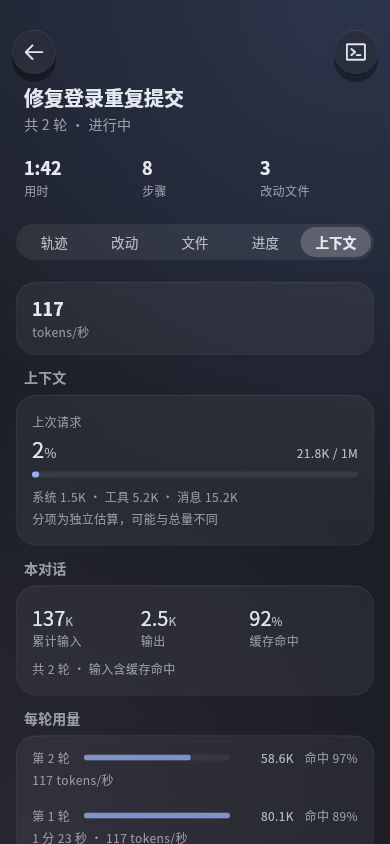 修复登录重复提交
共 2 轮 · 进行中
1:42 8 3
用时 步骤 改动文件
轨迹 改动 文件 进度 上下文
117
tokens/秒
上下文
上次请求
2% 21.8K / 1M
系统 1.5K · 工具 5.2K · 消息 15.2K
分项为独立估算，可能与总量不同
本对话
137K 2.5K 92%
累计输入 输出 缓存命中
共 2 轮 · 输入含缓存命中
每轮用量
第 2 轮 58.6K 命中 97%
117 tokens/秒
第 1 轮 80.1K 命中 89%
1 分 23 秒 · 117 tokens/秒